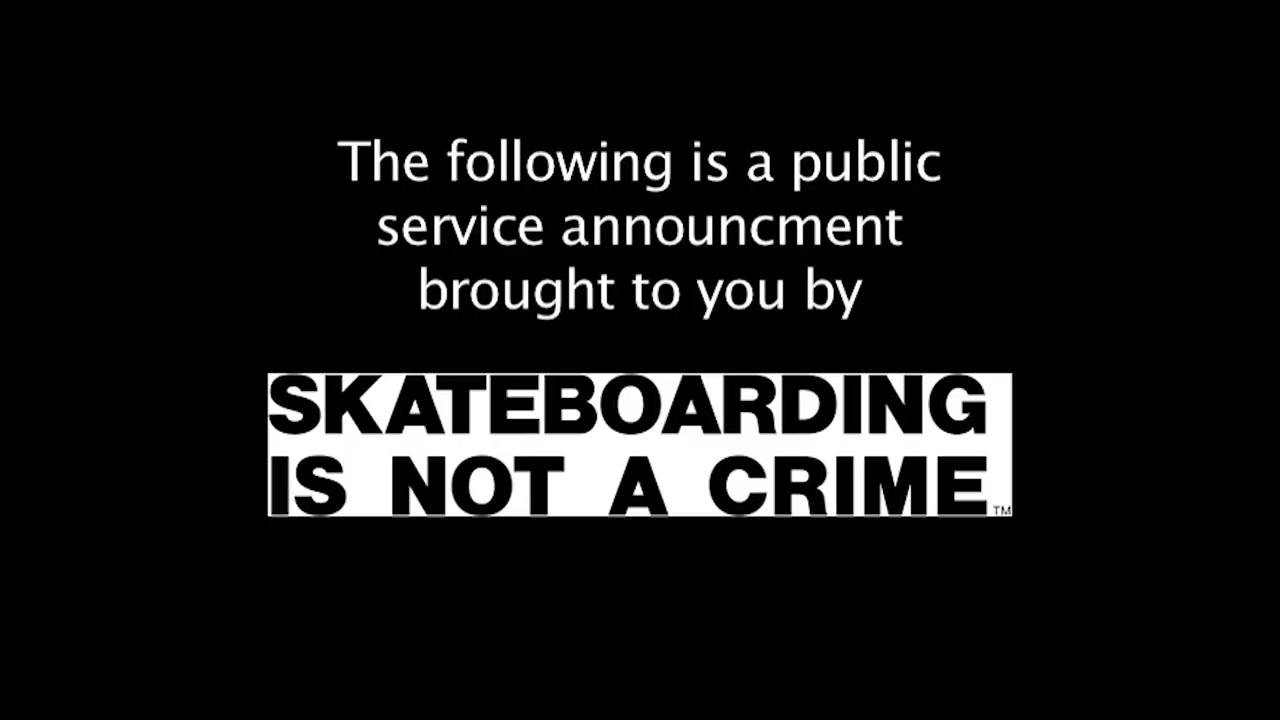 The following is a public
service announcment
brought to you by
SKATEBOARDING
IS NOT A CRIME.™